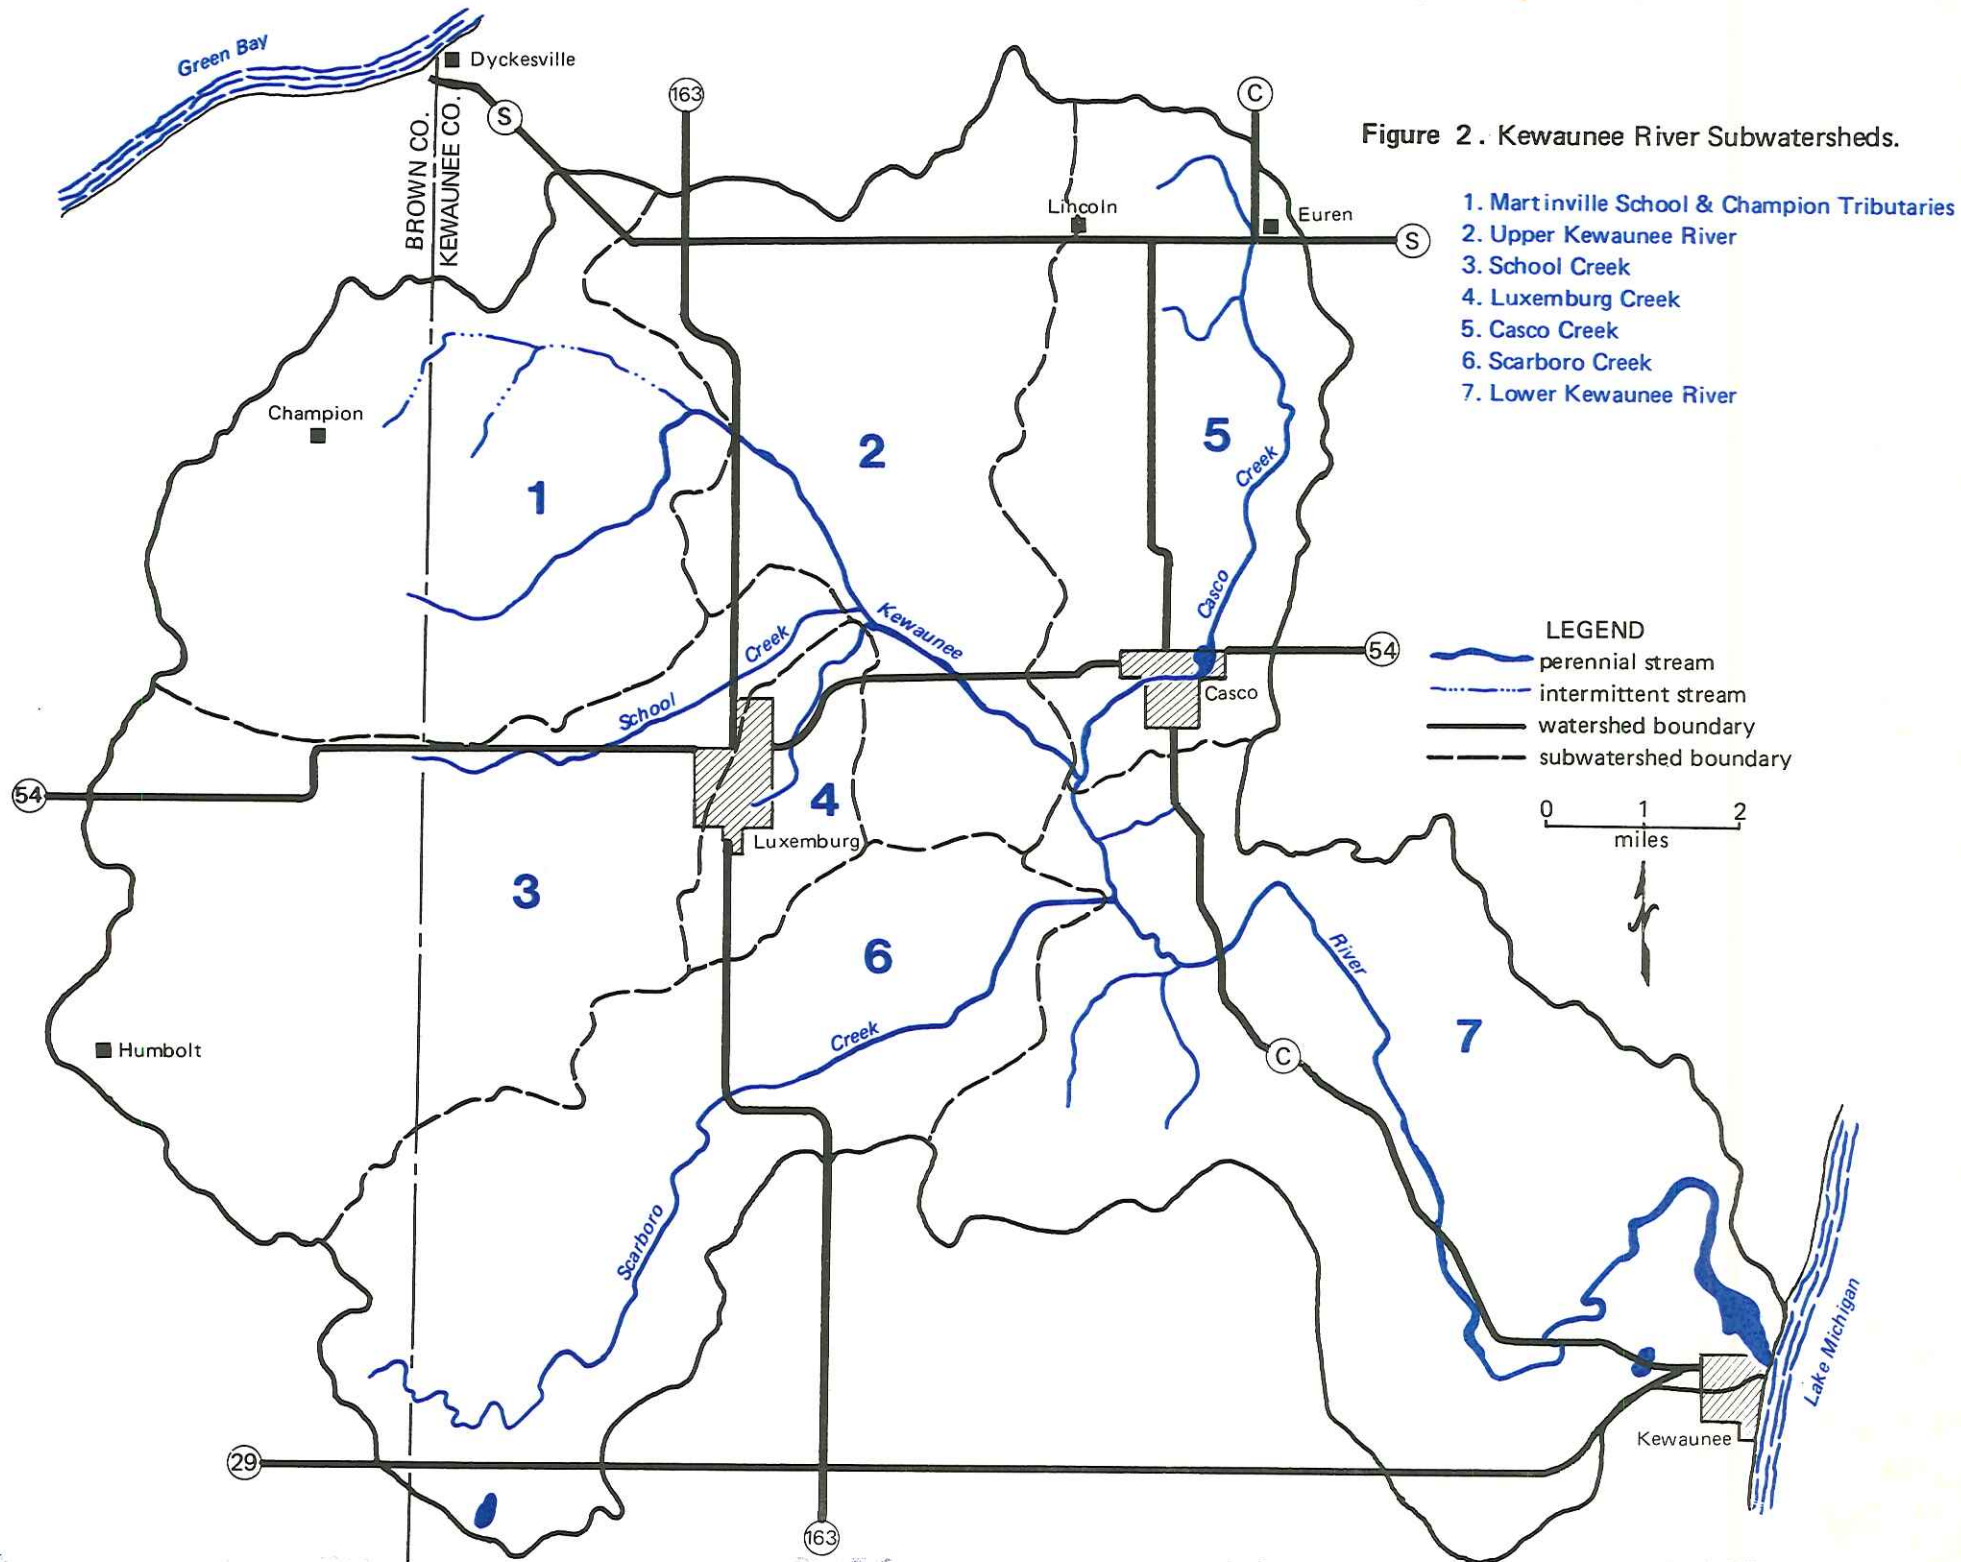 Green Bay
Dyckesville
S
163
C
BROWN CO.
KEWAUNEE CO.
Figure 2. Kewaunee River Subwatersheds.
1. Martinville School & Champion Tributaries
2. Upper Kewaunee River
3. School Creek
4. Luxemburg Creek
5. Casco Creek
6. Scarboro Creek
7. Lower Kewaunee River
Lincoln
Euren
S
Champion
1
2
5
Creek
Casco
Kewaunee
Creek
School
54
Casco
LEGEND
perennial stream
intermittent stream
watershed boundary
subwatershed boundary
0 1 2
miles
54
4
Luxemburg
3
6
River
7
Humbolt
Creek
C
Scarboro
Lake Michigan
Kewaunee
29
163